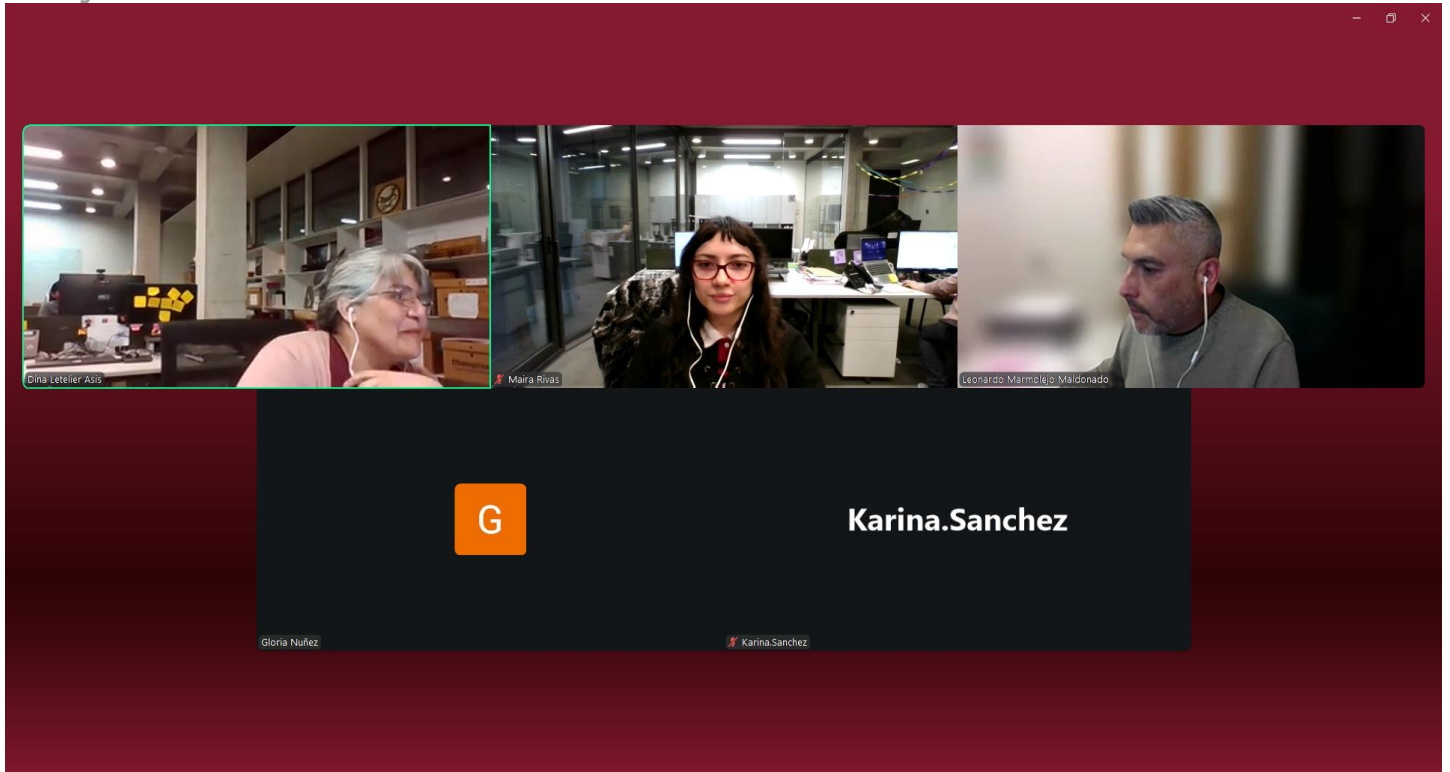 Dina Letelier Asis
Maira Rivas
Leonardo Marmolejo Maldonado
G
Karina.Sanchez
Gloria Nuñez
Karina.Sanchez